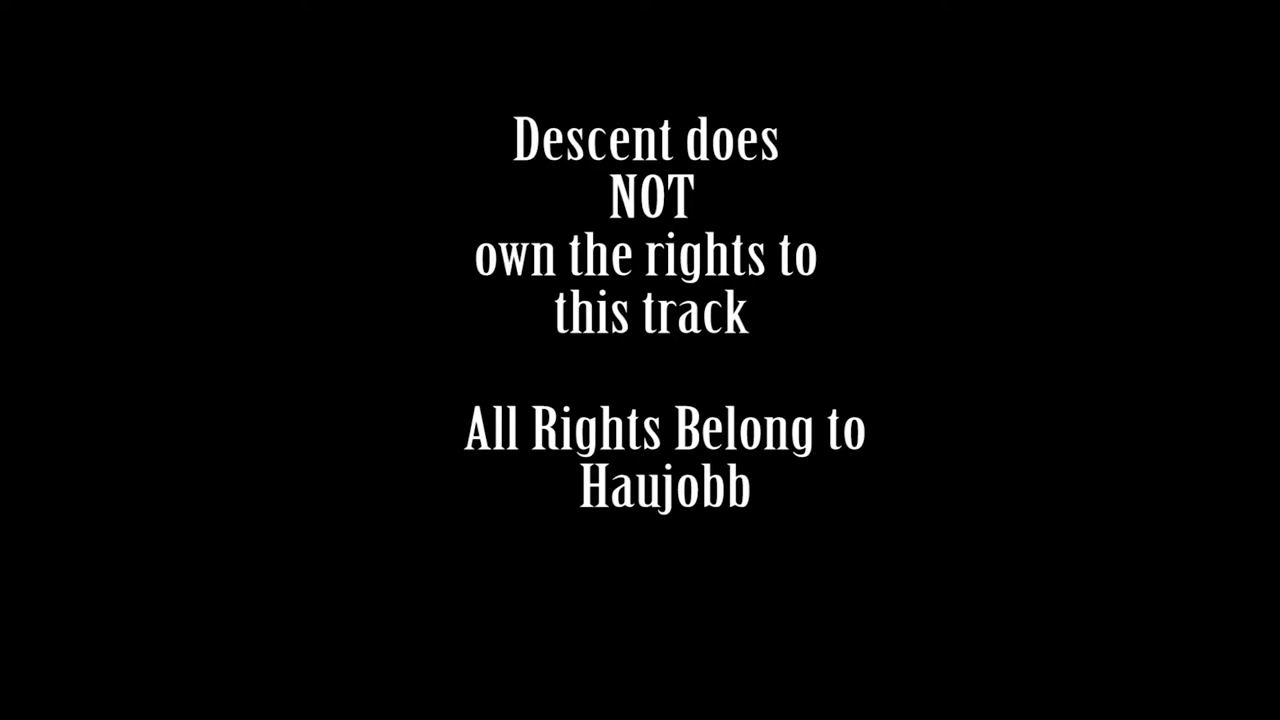 Descent does
NOT
own the rights to
this track
All Rights Belong to
Haujobb